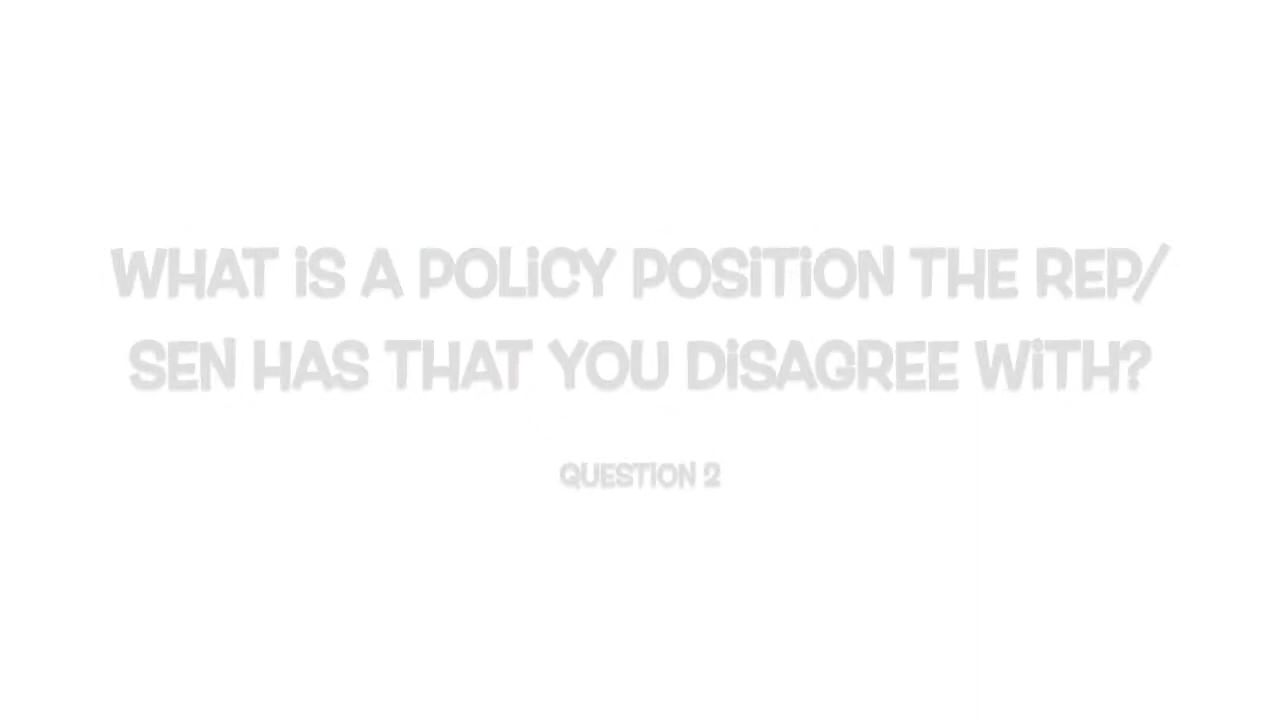 WHAT iS A POLiCY POSiTiON THE REP/
SEN HAS THAT YOU DiSAGREE WiTH?
QUESTION 2